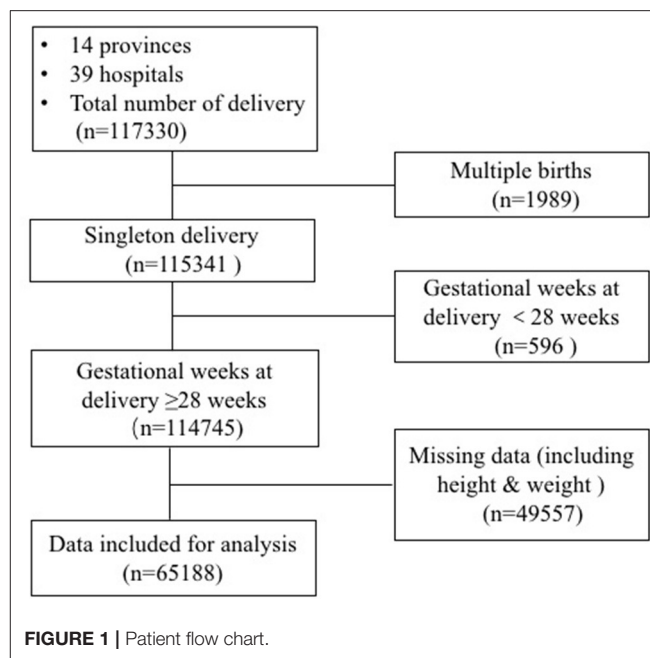 • 14 provinces
• 39 hospitals
• Total number of delivery
(n=117330)
Multiple births
(n=1989)
Singleton delivery
(n=115341 )
Gestational weeks at
delivery < 28 weeks
(n=596 )
Gestational weeks at
delivery ≥28 weeks
(n=114745)
Missing data (including
height & weight )
(n=49557)
Data included for analysis
(n=65188)
FIGURE 1 | Patient flow chart.